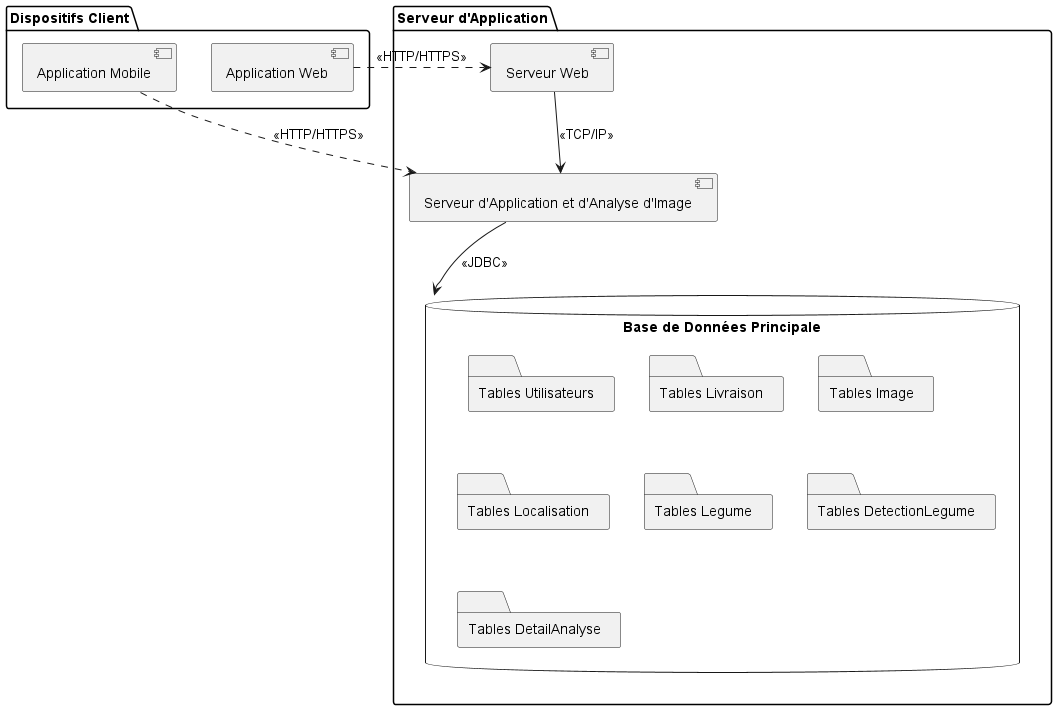 Dispositifs Client
Serveur d'Application
Application Mobile
Application Web
«HTTP/HTTPS»
Serveur Web
«HTTP/HTTPS»
«TCP/IP»
Serveur d'Application et d'Analyse d'Image
«JDBC»
Base de Données Principale
Tables Utilisateurs
Tables Livraison
Tables Image
Tables Localisation
Tables Legume
Tables DetectionLegume
Tables DetailAnalyse